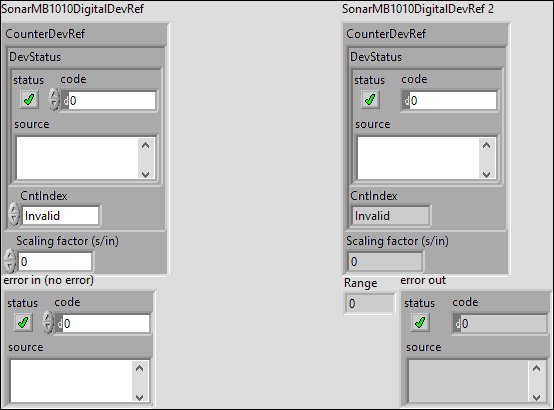 SonarMB1010DigitalDevRef
CounterDevRef
DevStatus
status code
d 0
source
CntIndex
Invalid
Scaling factor (s/in)
0
error in (no error)
status code
d 0
source
SonarMB1010DigitalDevRef 2
CounterDevRef
DevStatus
status code
d 0
source
CntIndex
Invalid
Scaling factor (s/in)
0
Range
0
error out
status code
d 0
source